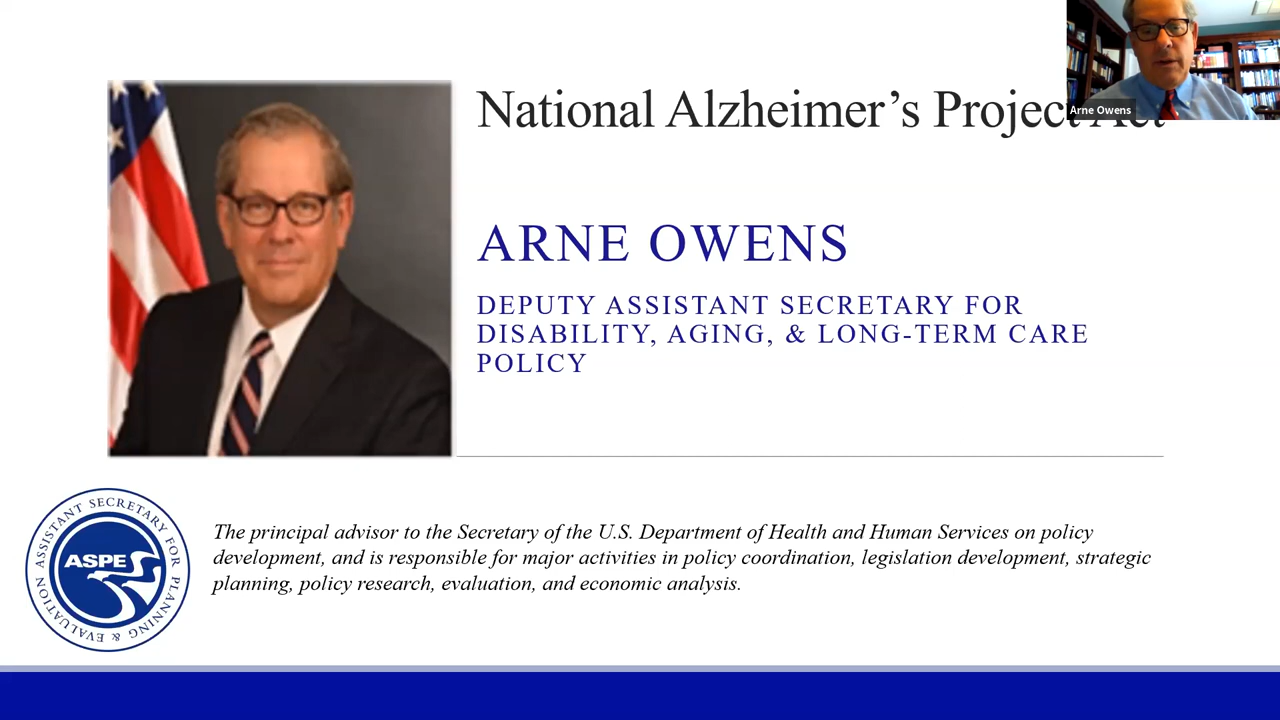 National Alzheimer's Project Act
Arne Owens
ARNE OWENS
DEPUTY ASSISTANT SECRETARY FOR
DISABILITY, AGING, & LONG-TERM CARE
POLICY
ASSISTANT SECRETARY FOR PLANNING & EVALUATION
ASPE
The principal advisor to the Secretary of the U.S. Department of Health and Human Services on policy
development, and is responsible for major activities in policy coordination, legislation development, strategic
planning, policy research, evaluation, and economic analysis.